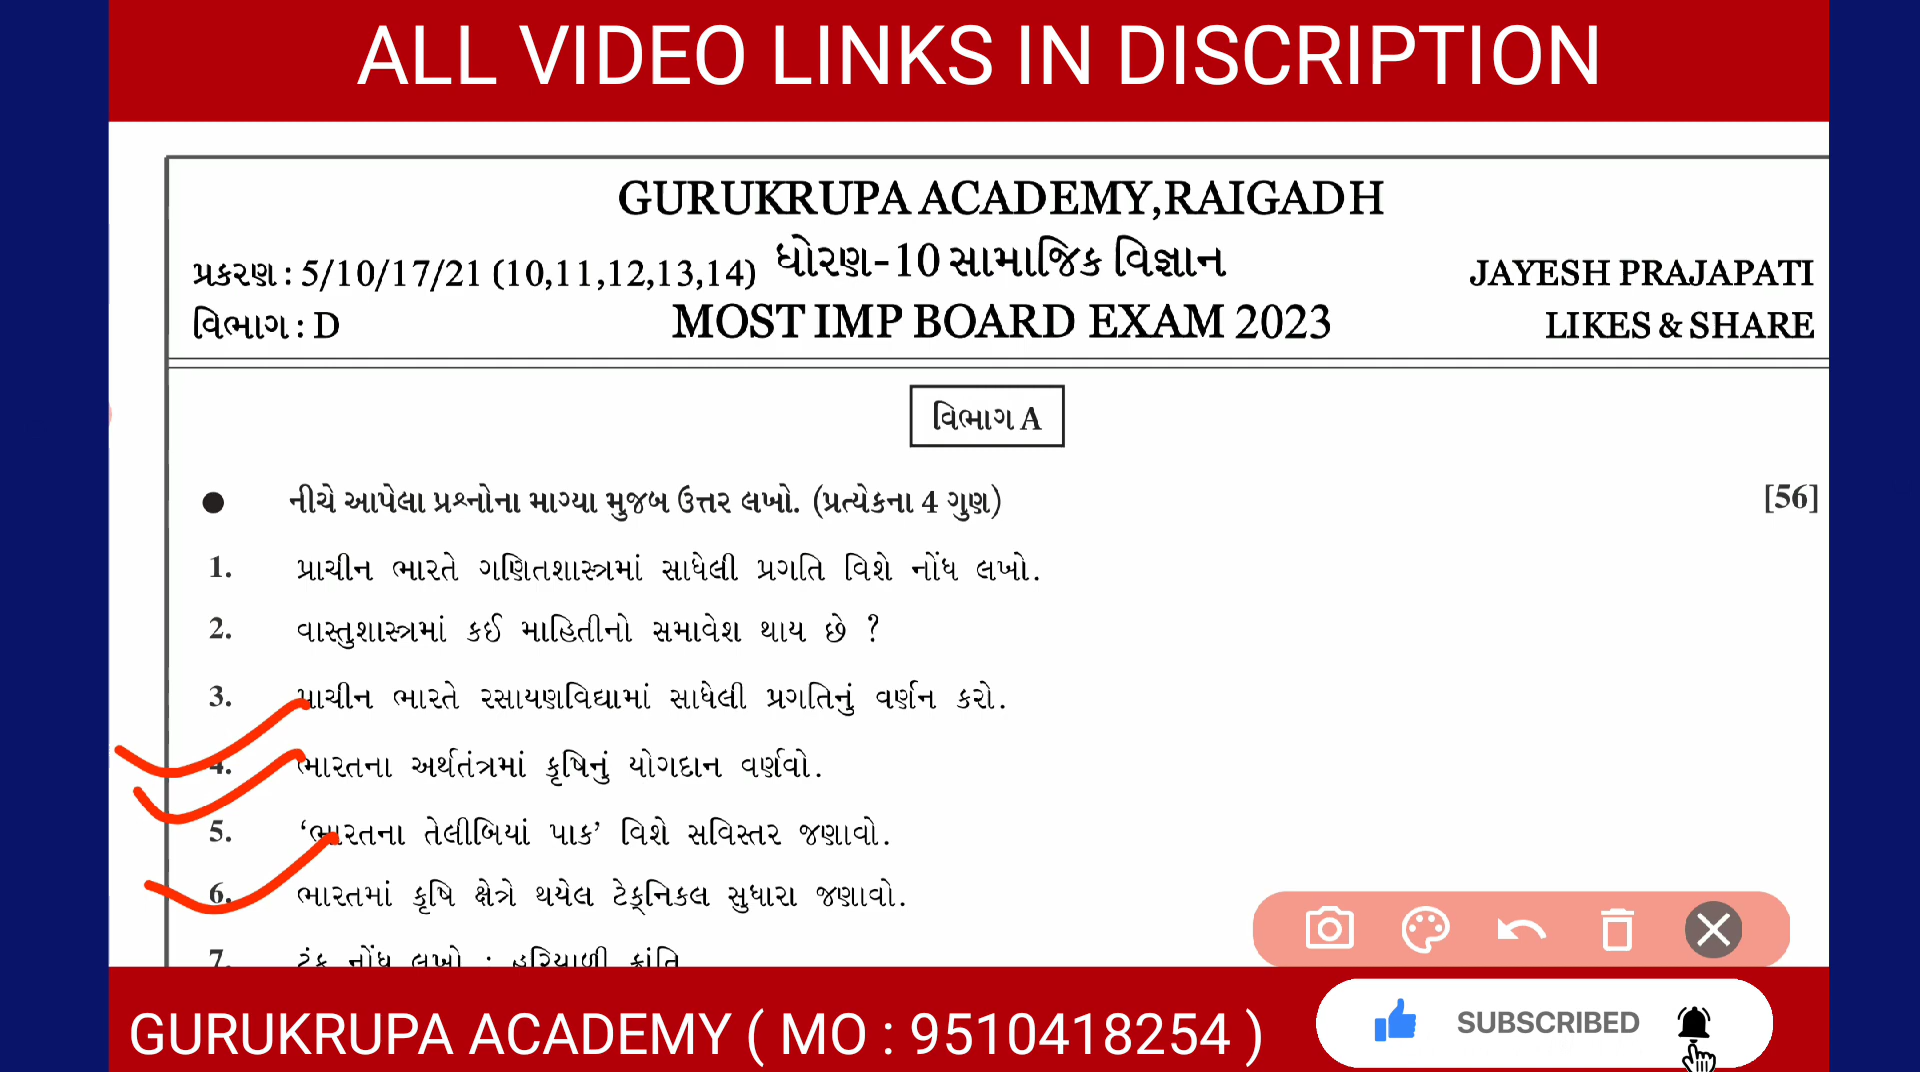 ALL VIDEO LINKS IN DISCRIPTION
GURUKRUPA ACADEMY,RAIGADH
ધોરણ-10 સામાજિક વિજ્ઞાન
પ્રકરણ : 5/10/17/21 (10,11,12,13,14)
JAYESH PRAJAPATI
વિભાગ : D
MOST IMP BOARD EXAM 2023
LIKES & SHARE
વિભાગ A
● નીચે આપેલા પ્રશ્નોના માગ્યા મુજબ ઉત્તર લખો. (પ્રત્યેકના 4 ગુણ) [56]
1. પ્રાચીન ભારતે ગણિતશાસ્ત્રમાં સાધેલી પ્રગતિ વિશે નોંધ લખો.
2. વાસ્તુશાસ્ત્રમાં કઈ માહિતીનો સમાવેશ થાય છે ?
3. પ્રાચીન ભારતે રસાયણવિદ્યામાં સાધેલી પ્રગતિનું વર્ણન કરો.
4. ભારતના અર્થતંત્રમાં કૃષિનું યોગદાન વર્ણવો.
5. ‘ભારતના તેલીબિયાં પાક’ વિશે સવિસ્તર જણાવો.
6. ભારતમાં કૃષિ ક્ષેત્રે થયેલ ટેક્નિકલ સુધારા જણાવો.
7. ટૂંક નોંધ લખો : હરિયાળી ક્રાંતિ
GURUKRUPA ACADEMY ( MO : 9510418254 )
SUBSCRIBED